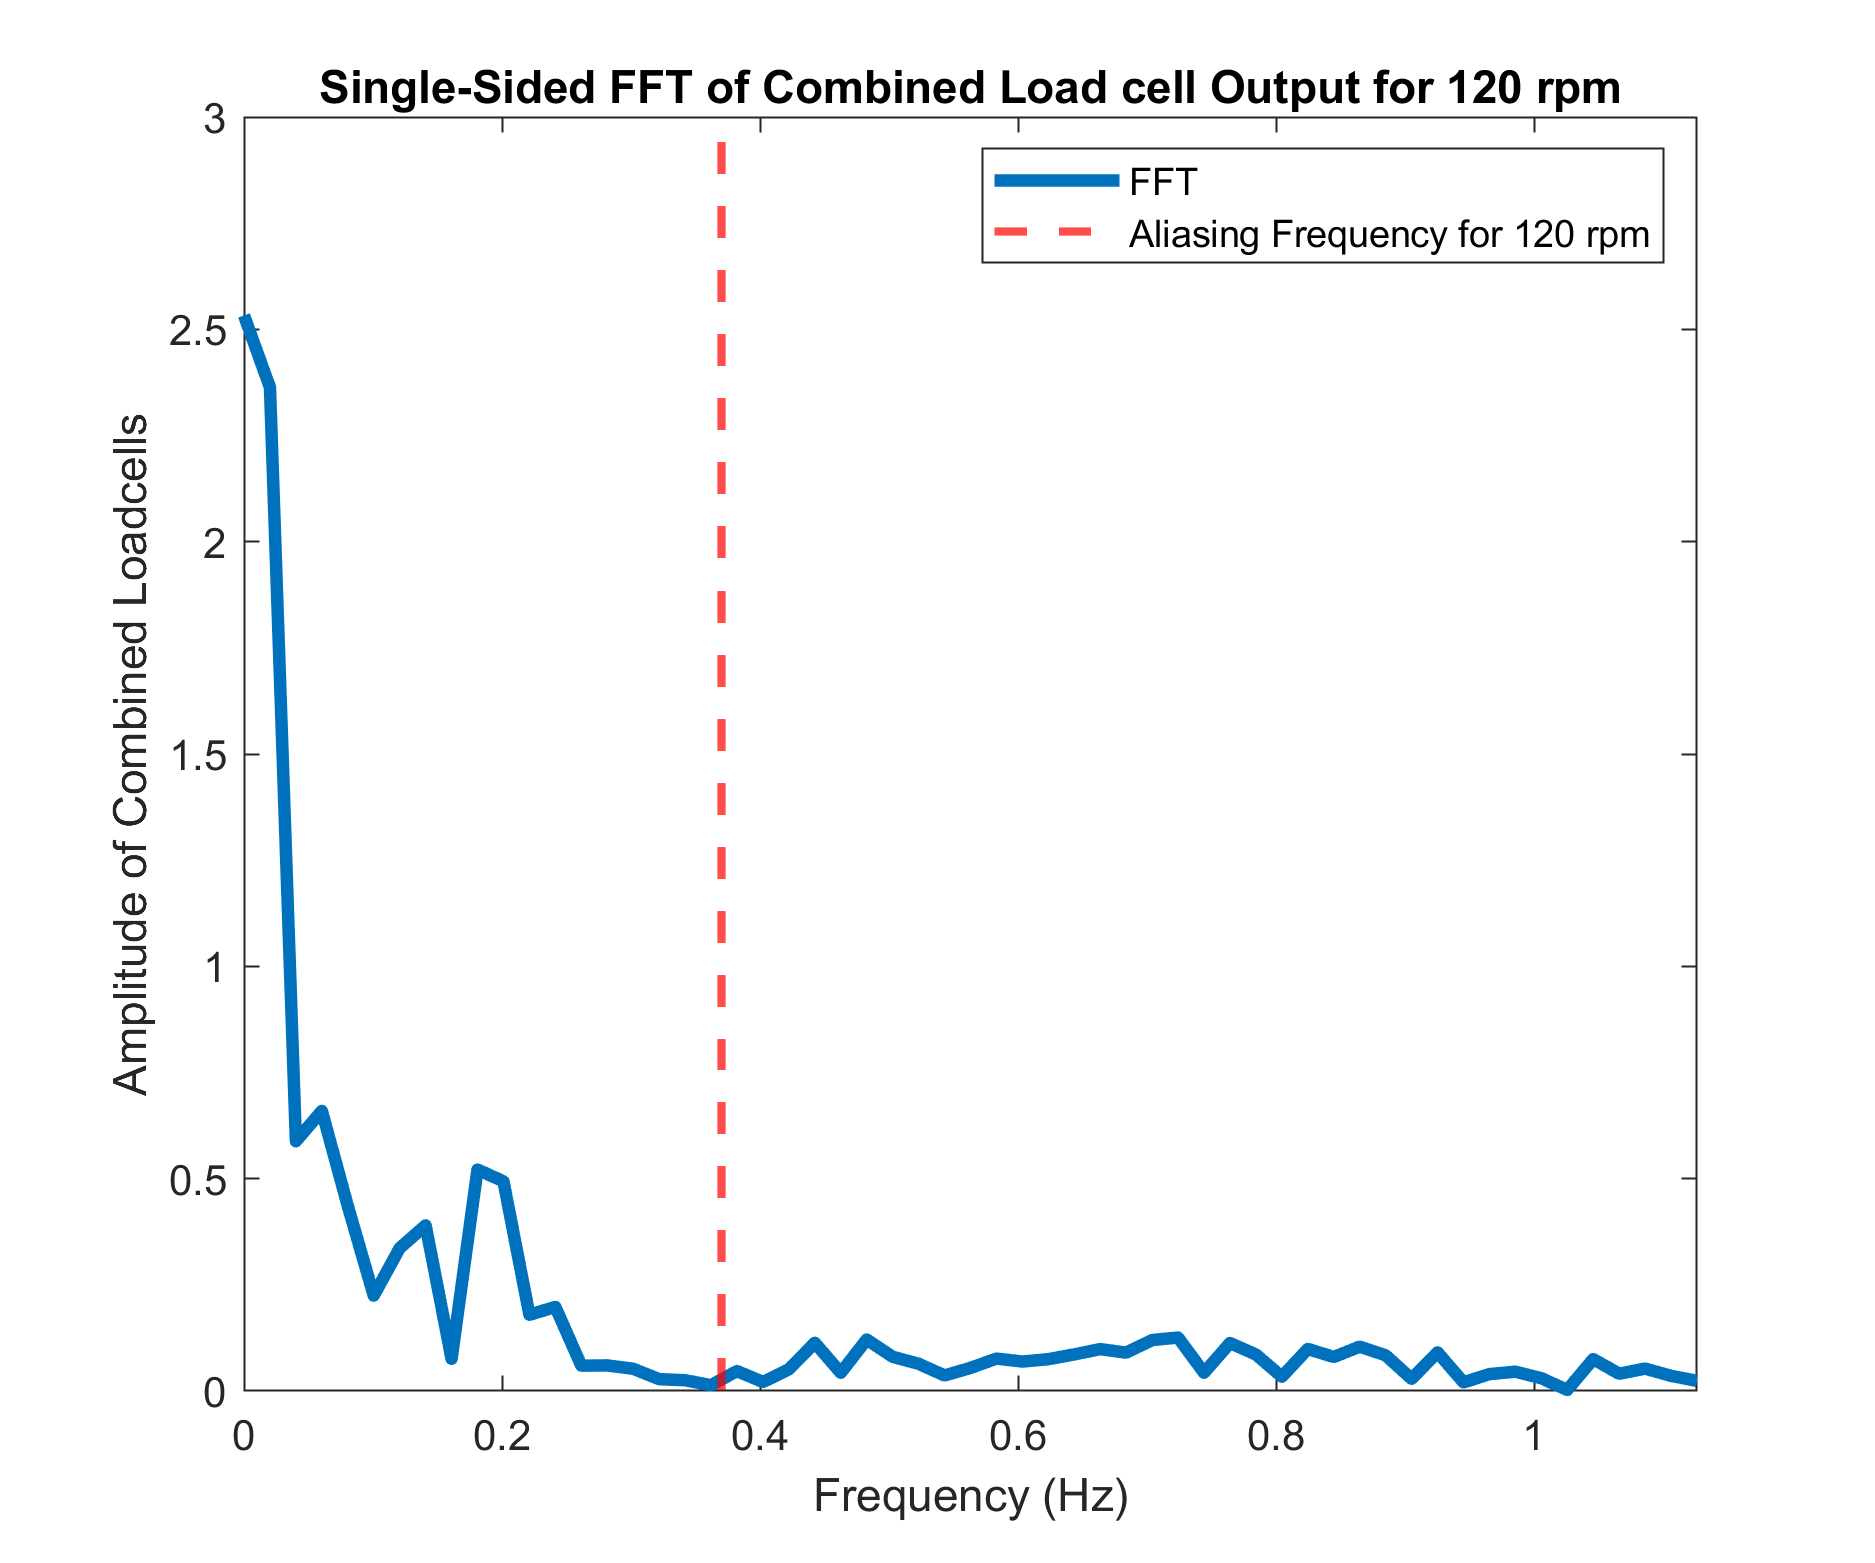 Single-Sided FFT of Combined Load cell Output for 120 rpm
3
2.5
2
1.5
1
0.5
0
Amplitude of Combined Loadcells
FFT
Aliasing Frequency for 120 rpm
0 0.2 0.4 0.6 0.8 1
Frequency (Hz)